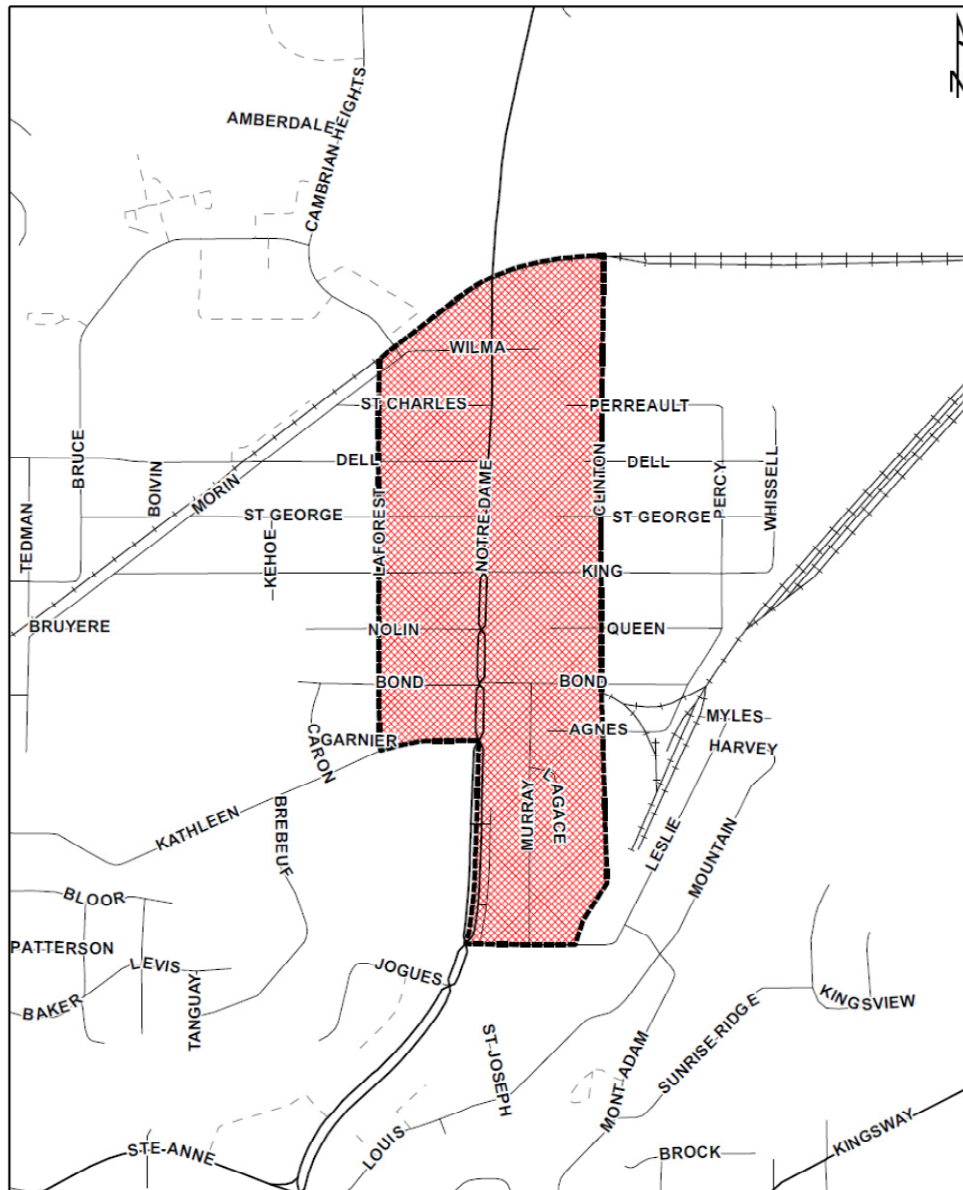 N
AMBERDALE
CAMBRIAN HEIGHTS
WILMA
ST CHARLES
PERREAULT
BRUCE
BOIVIN
DELL
DELL
NOTRE-DAME
CLINTON
PERCY
WHISSELL
TEDMAN
MORIN
LAFOREST
ST GEORGE
ST GEORGE
KEHOE
KING
BRUYERE
NOLIN
QUEEN
BOND
BOND
CARON
GARNIER
AGNES
MYLES
HARVEY
KATHLEEN
BREBEUF
MURRAY
LAGACE
LESLIE
MOUNTAIN
BLOOR
PATTERSON
LEVIS
BAKER
TANGUAY
JOGUES
ST JOSEPH
MONT-ADAM
SUNRISE RIDGE
KINGSVIEW
STE-ANNE
LOUIS
BROCK
KINGSWAY